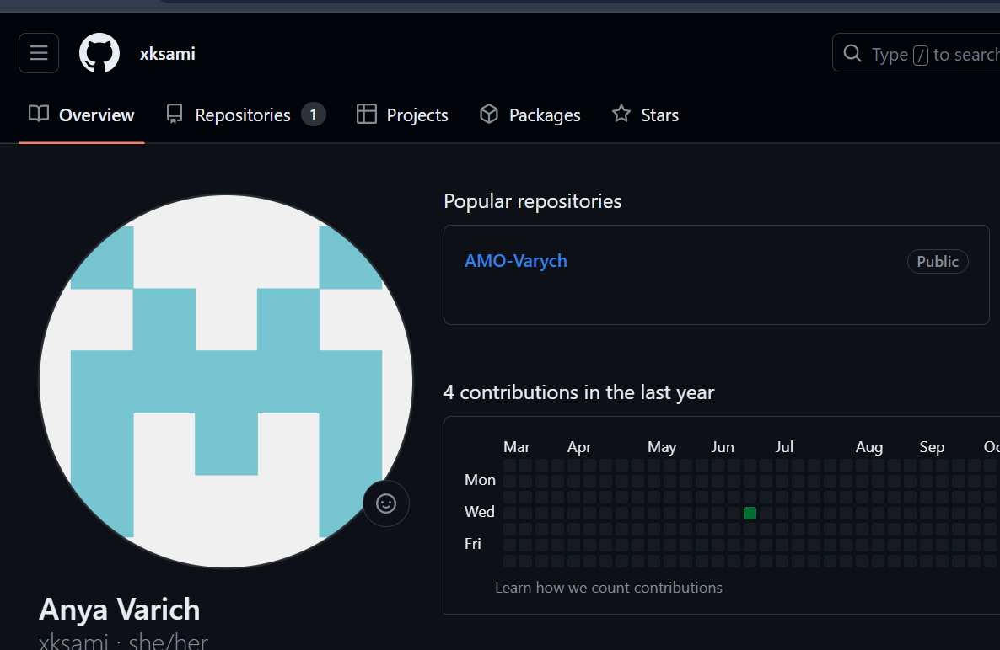 xksami
Type / to search
Overview Repositories 1 Projects Packages Stars
Popular repositories
AMO-Varych Public
4 contributions in the last year
Mar Apr May Jun Jul Aug Sep
Mon
Wed
Fri
Learn how we count contributions
Anya Varich
xksami · she/her